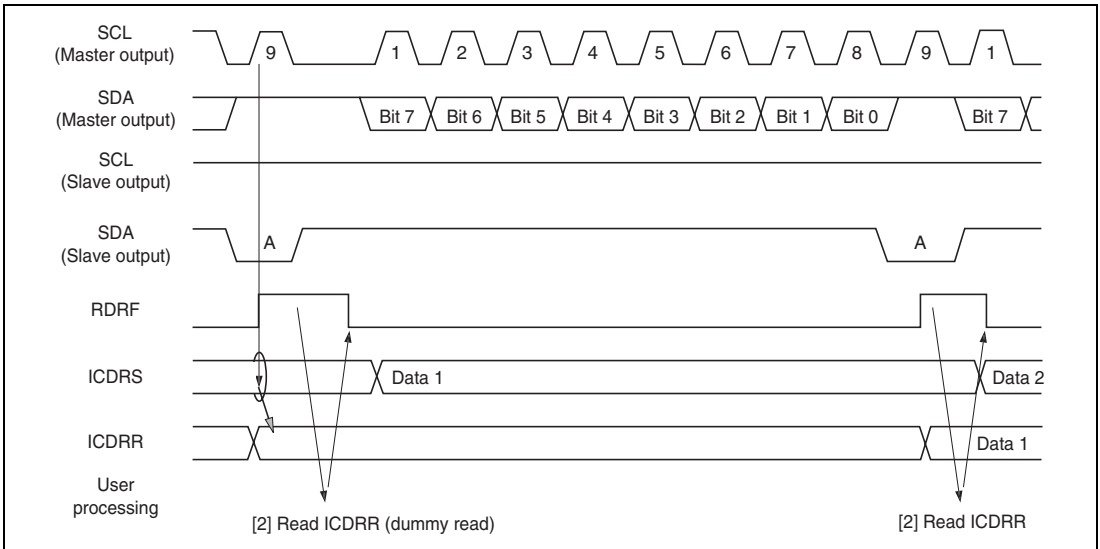 SCL
(Master output)
9 1 2 3 4 5 6 7 8 9 1
SDA
(Master output)
Bit 7 Bit 6 Bit 5 Bit 4 Bit 3 Bit 2 Bit 1 Bit 0 Bit 7
SCL
(Slave output)
SDA
(Slave output)
A A
RDRF
ICDRS
Data 1 Data 2
ICDRR
Data 1
User
processing
[2] Read ICDRR (dummy read) [2] Read ICDRR